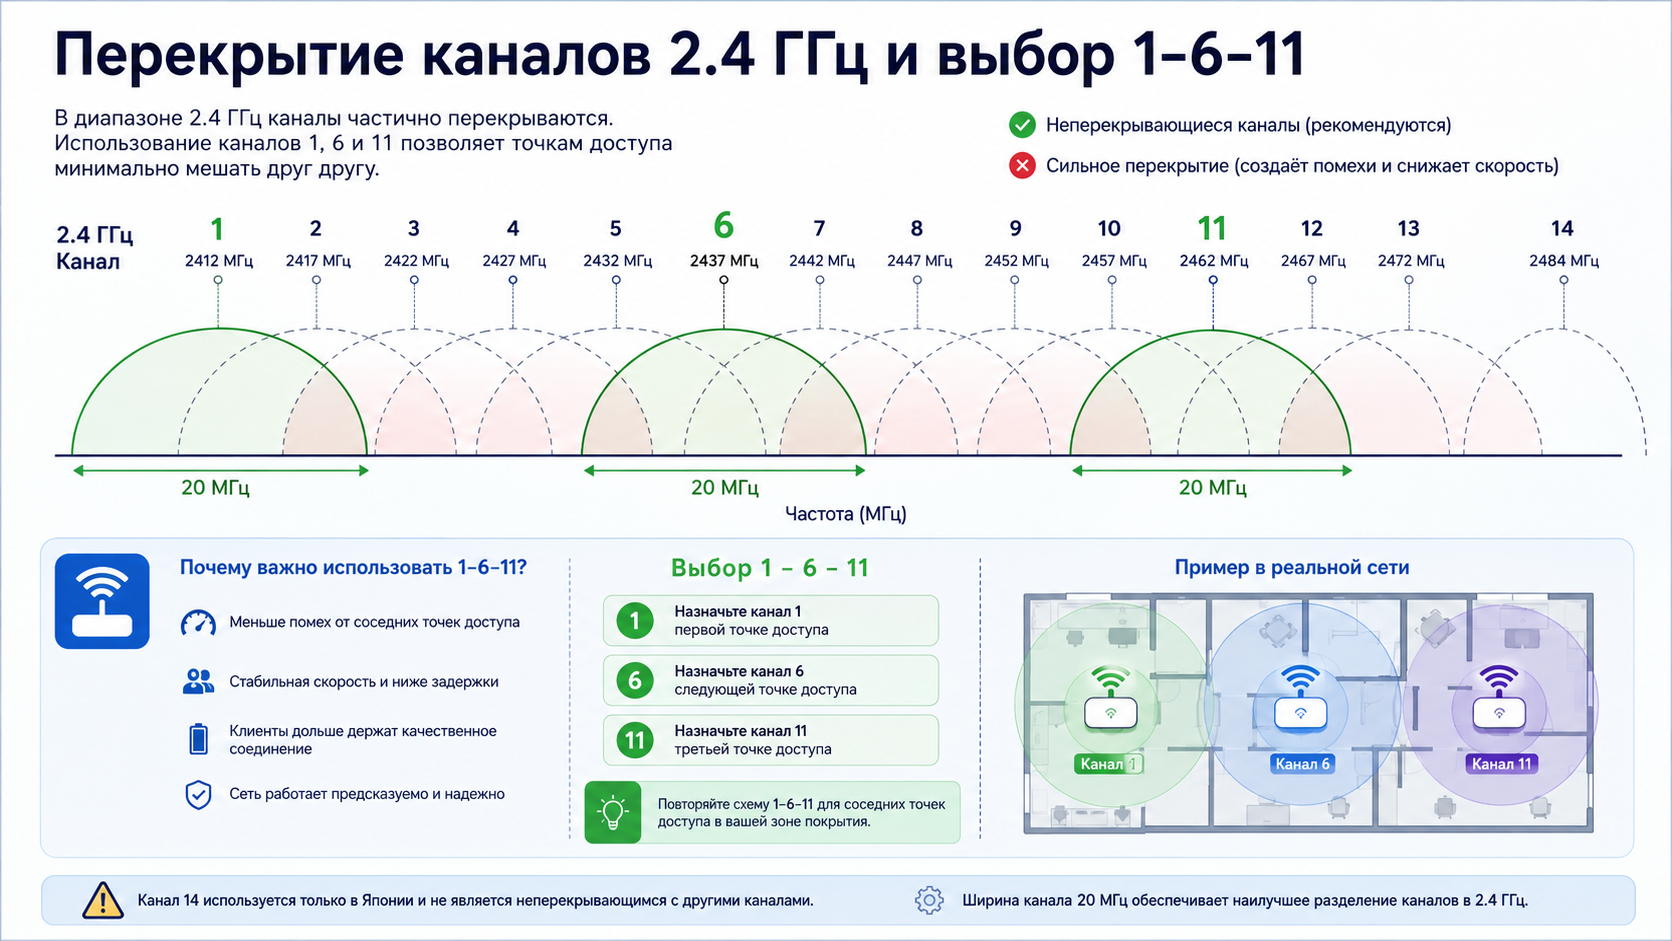 Перекрытие каналов 2.4 ГГц и выбор 1–6–11
В диапазоне 2.4 ГГц каналы частично перекрываются.
Использование каналов 1, 6 и 11 позволяет точкам доступа
минимально мешать друг другу.
Неперекрывающиеся каналы (рекомендуются)
Сильное перекрытие (создаёт помехи и снижает скорость)
2.4 ГГц
Канал
1 2 3 4 5 6 7 8 9 10 11 12 13 14
2412 МГц 2417 МГц 2422 МГц 2427 МГц 2432 МГц 2437 МГц 2442 МГц 2447 МГц 2452 МГц 2457 МГц 2462 МГц 2467 МГц 2472 МГц 2484 МГц
20 МГц 20 МГц 20 МГц
Частота (МГц)
Почему важно использовать 1–6–11?
Меньше помех от соседних точек доступа
Стабильная скорость и ниже задержки
Клиенты дольше держат качественное
соединение
Сеть работает предсказуемо и надежно
Выбор 1 – 6 – 11
1
Назначьте канал 1
первой точке доступа
6
Назначьте канал 6
следующей точке доступа
11
Назначьте канал 11
третьей точке доступа
Повторяйте схему 1–6–11 для соседних точек
доступа в вашей зоне покрытия.
Пример в реальной сети
Канал 1
Канал 6
Канал 11
Канал 14 используется только в Японии и не является неперекрывающимся с другими каналами.
Ширина канала 20 МГц обеспечивает наилучшее разделение каналов в 2.4 ГГц.